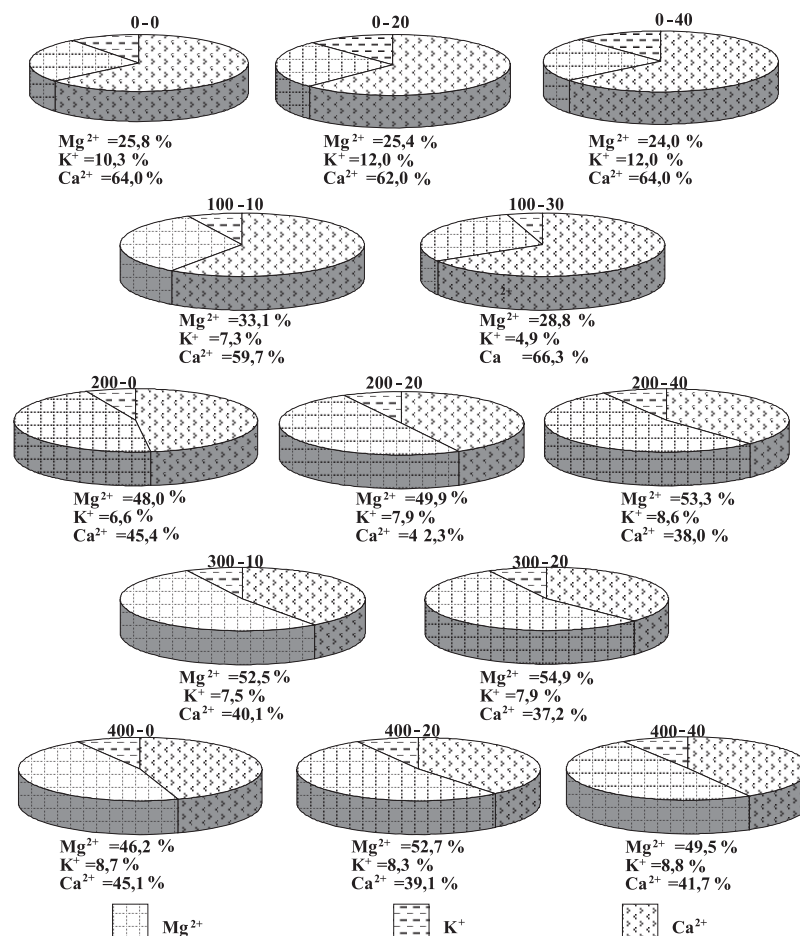 0-0 0-20 0-40
Mg²⁺ =25,8 % Mg²⁺ =25,4 % Mg²⁺ =24,0 %
K⁺ =10,3 % K⁺ =12,0 % K⁺ =12,0 %
Ca²⁺ =64,0 % Ca²⁺ =62,0 % Ca²⁺ =64,0 %
100-10 100-30
2+
Mg²⁺ =33,1 % Mg²⁺ =28,8 %
K⁺ =7,3 % K⁺ =4,9 %
Ca²⁺ =59,7 % Ca =66,3 %
200-0 200-20 200-40
Mg²⁺ =48,0 % Mg²⁺ =49,9 % Mg²⁺ =53,3 %
K⁺ =6,6 % K⁺ =7,9 % K⁺ =8,6 %
Ca²⁺ =45,4 % Ca²⁺ =4 2,3% Ca²⁺ =38,0 %
300-10 300-20
Mg²⁺ =52,5 % Mg²⁺ =54,9 %
K⁺ =7,5 % K⁺ =7,9 %
Ca²⁺ =40,1 % Ca²⁺ =37,2 %
400-0 400-20 400-40
Mg²⁺ =46,2 % Mg²⁺ =52,7 % Mg²⁺ =49,5 %
K⁺ =8,7 % K⁺ =8,3 % K⁺ =8,8 %
Ca²⁺ =45,1 % Ca²⁺ =39,1 % Ca²⁺ =41,7 %
Mg²⁺ K⁺ Ca²⁺